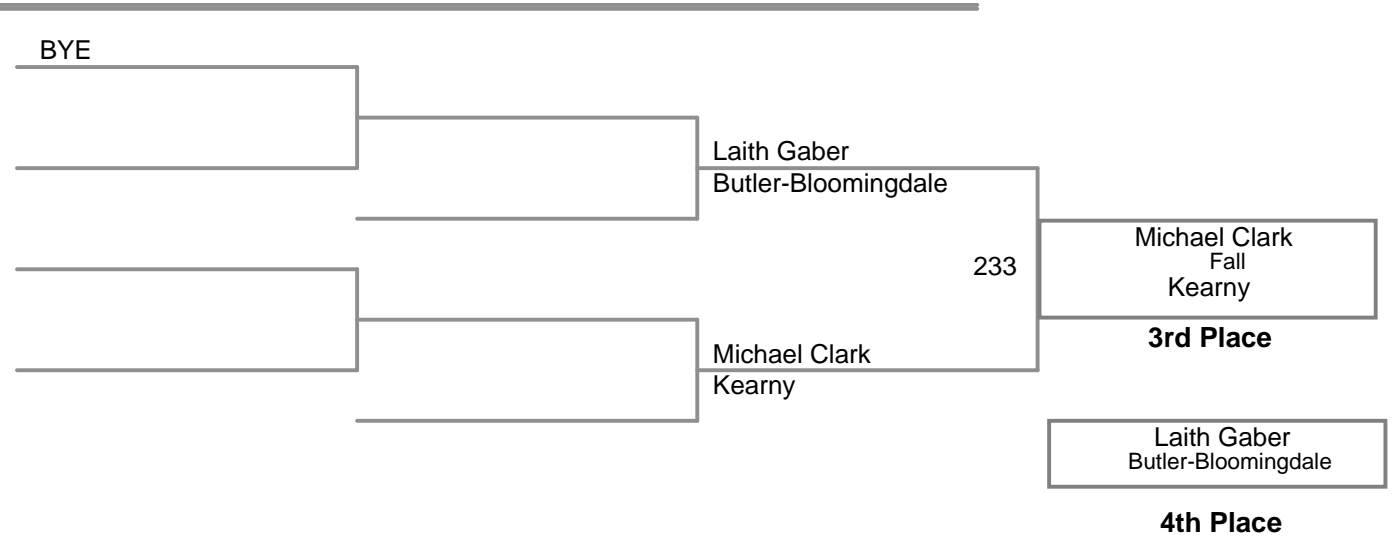 BYE
Laith Gaber
Butler-Bloomingdale
233
Michael Clark
Fall
Kearny
3rd Place
Michael Clark
Kearny
Laith Gaber
Butler-Bloomingdale
4th Place